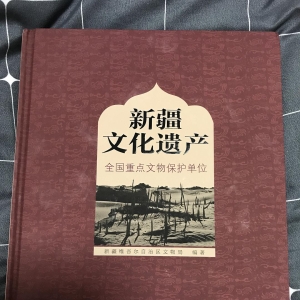 新疆
文化遗产
全国重点文物保护单位
新疆维吾尔自治区文物局 编著